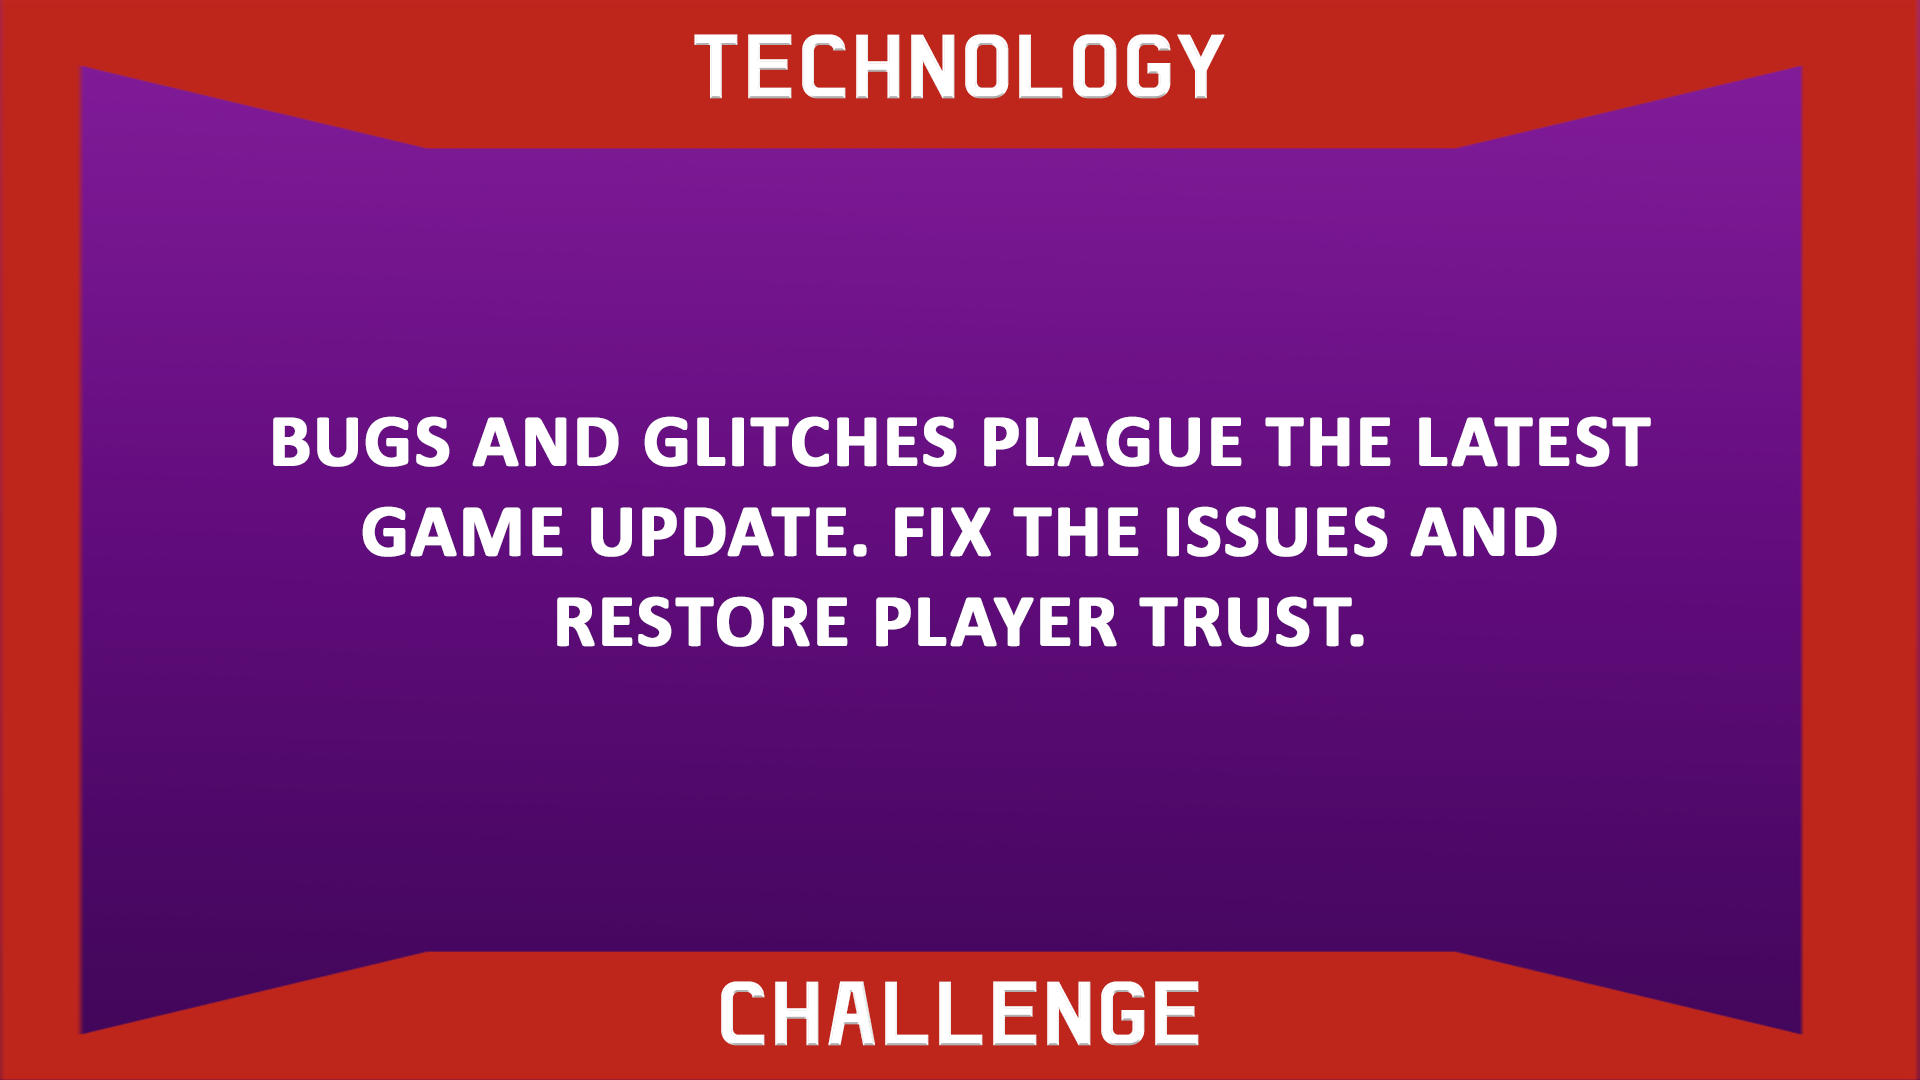 TECHNOLOGY
BUGS AND GLITCHES PLAGUE THE LATEST
GAME UPDATE. FIX THE ISSUES AND
RESTORE PLAYER TRUST.
CHALLENGE